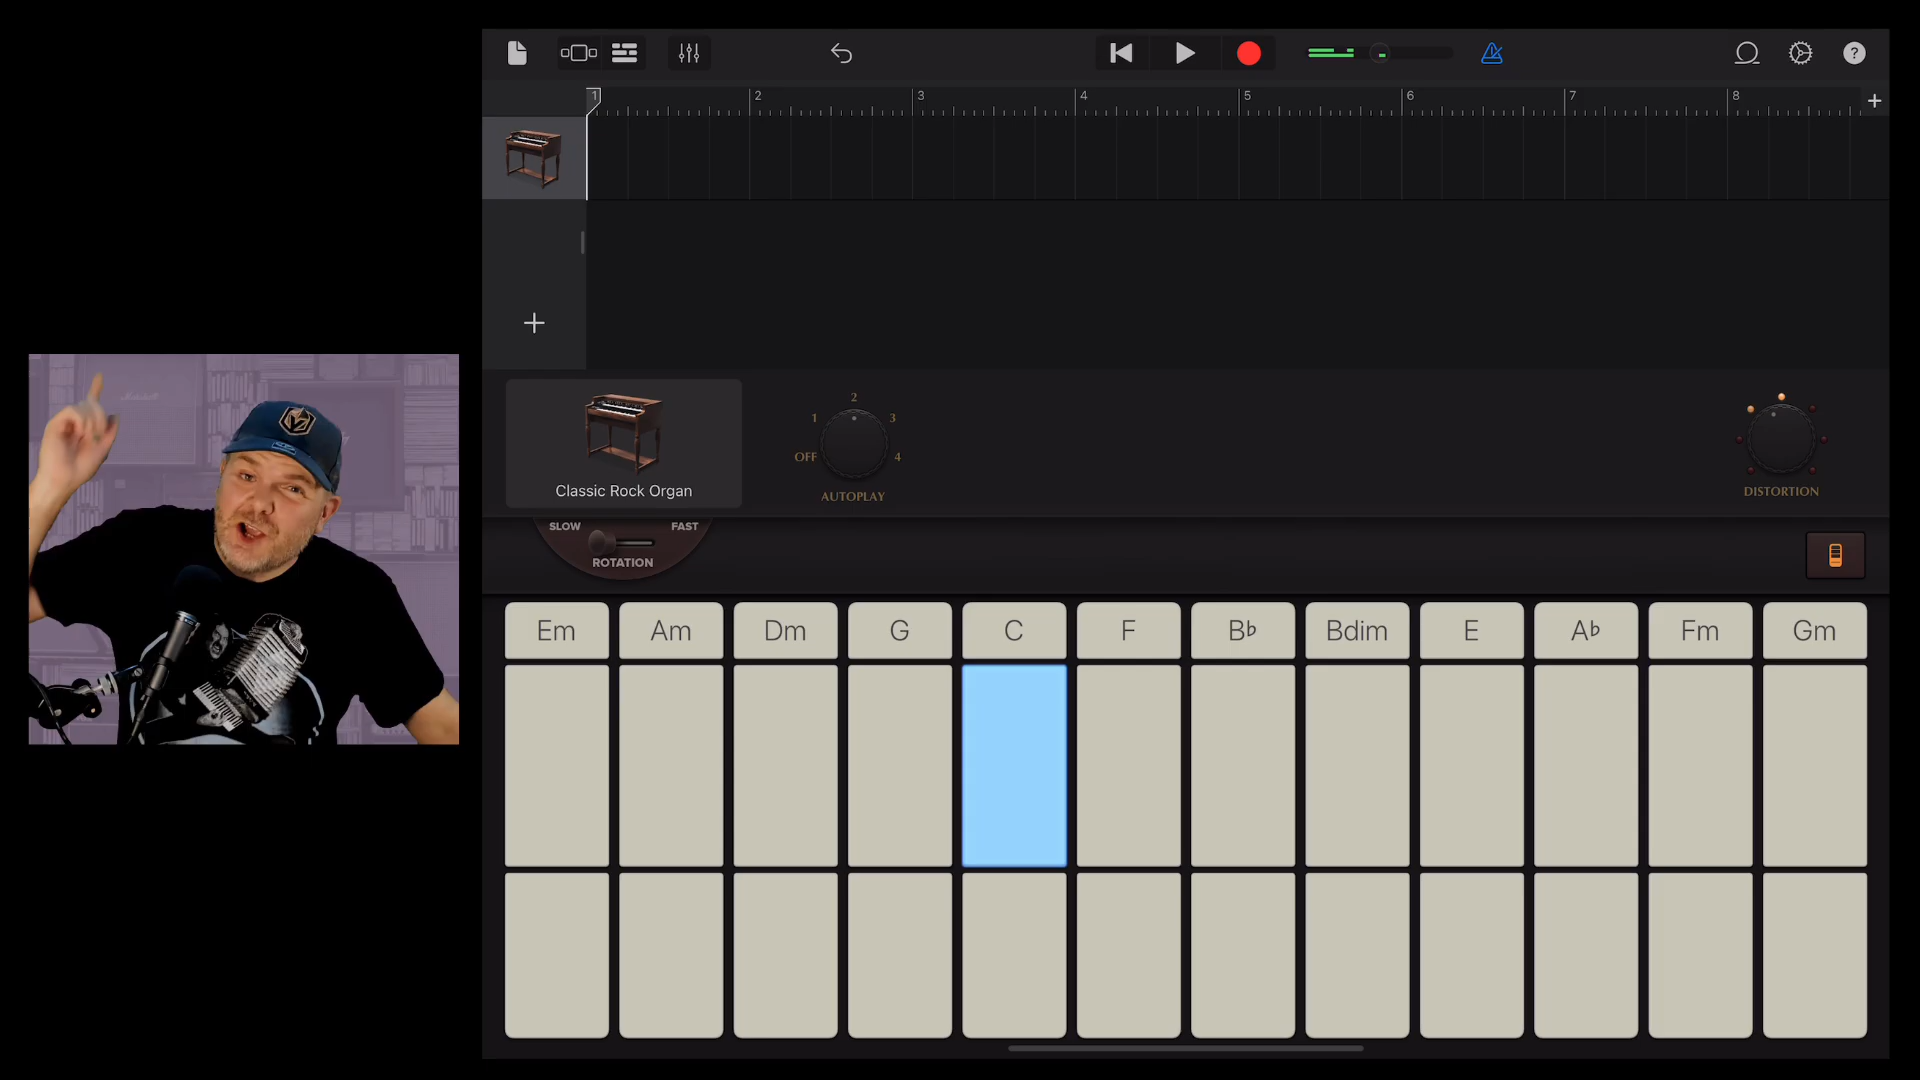 1 2 3 4 5 6 7 8
?
Classic Rock Organ
OFF 1 2 3 4
AUTOPLAY
DISTORTION
SLOW FAST
ROTATION
Em Am Dm G C F B♭ Bdim E A♭ Fm Gm